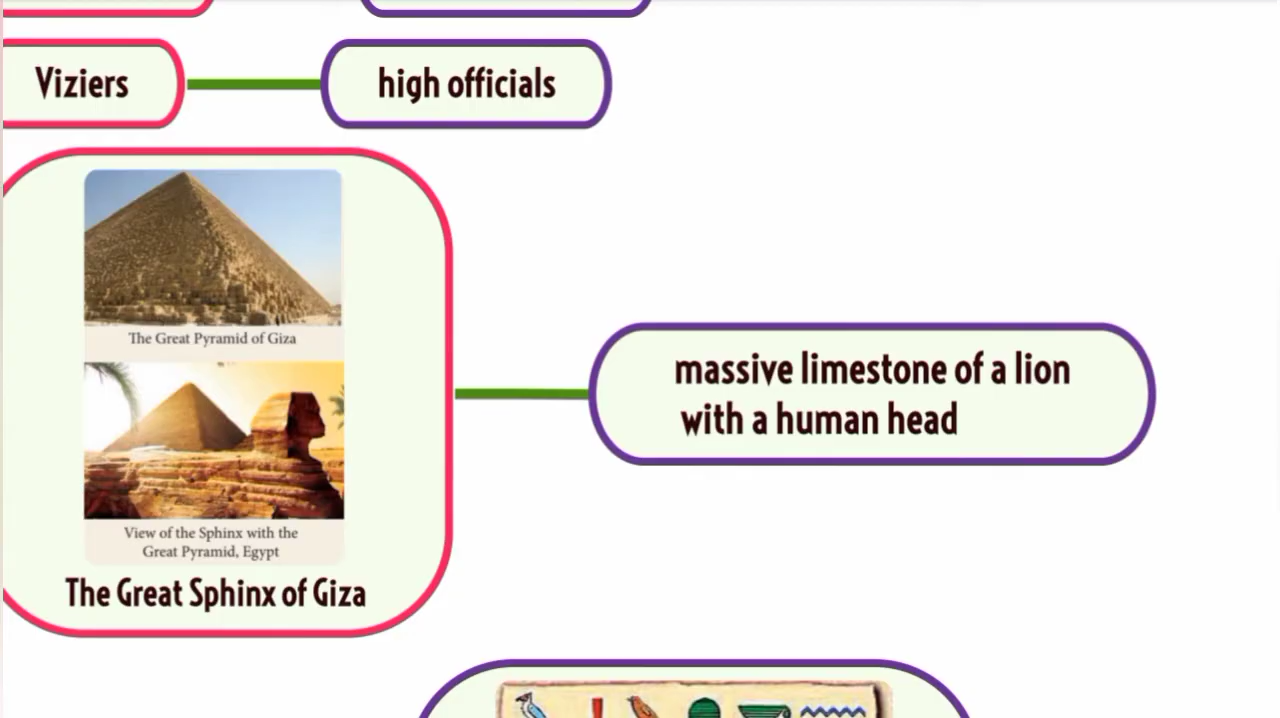 Viziers
high officials
The Great Pyramid of Giza
View of the Sphinx with the
Great Pyramid, Egypt
The Great Sphinx of Giza
massive limestone of a lion
with a human head